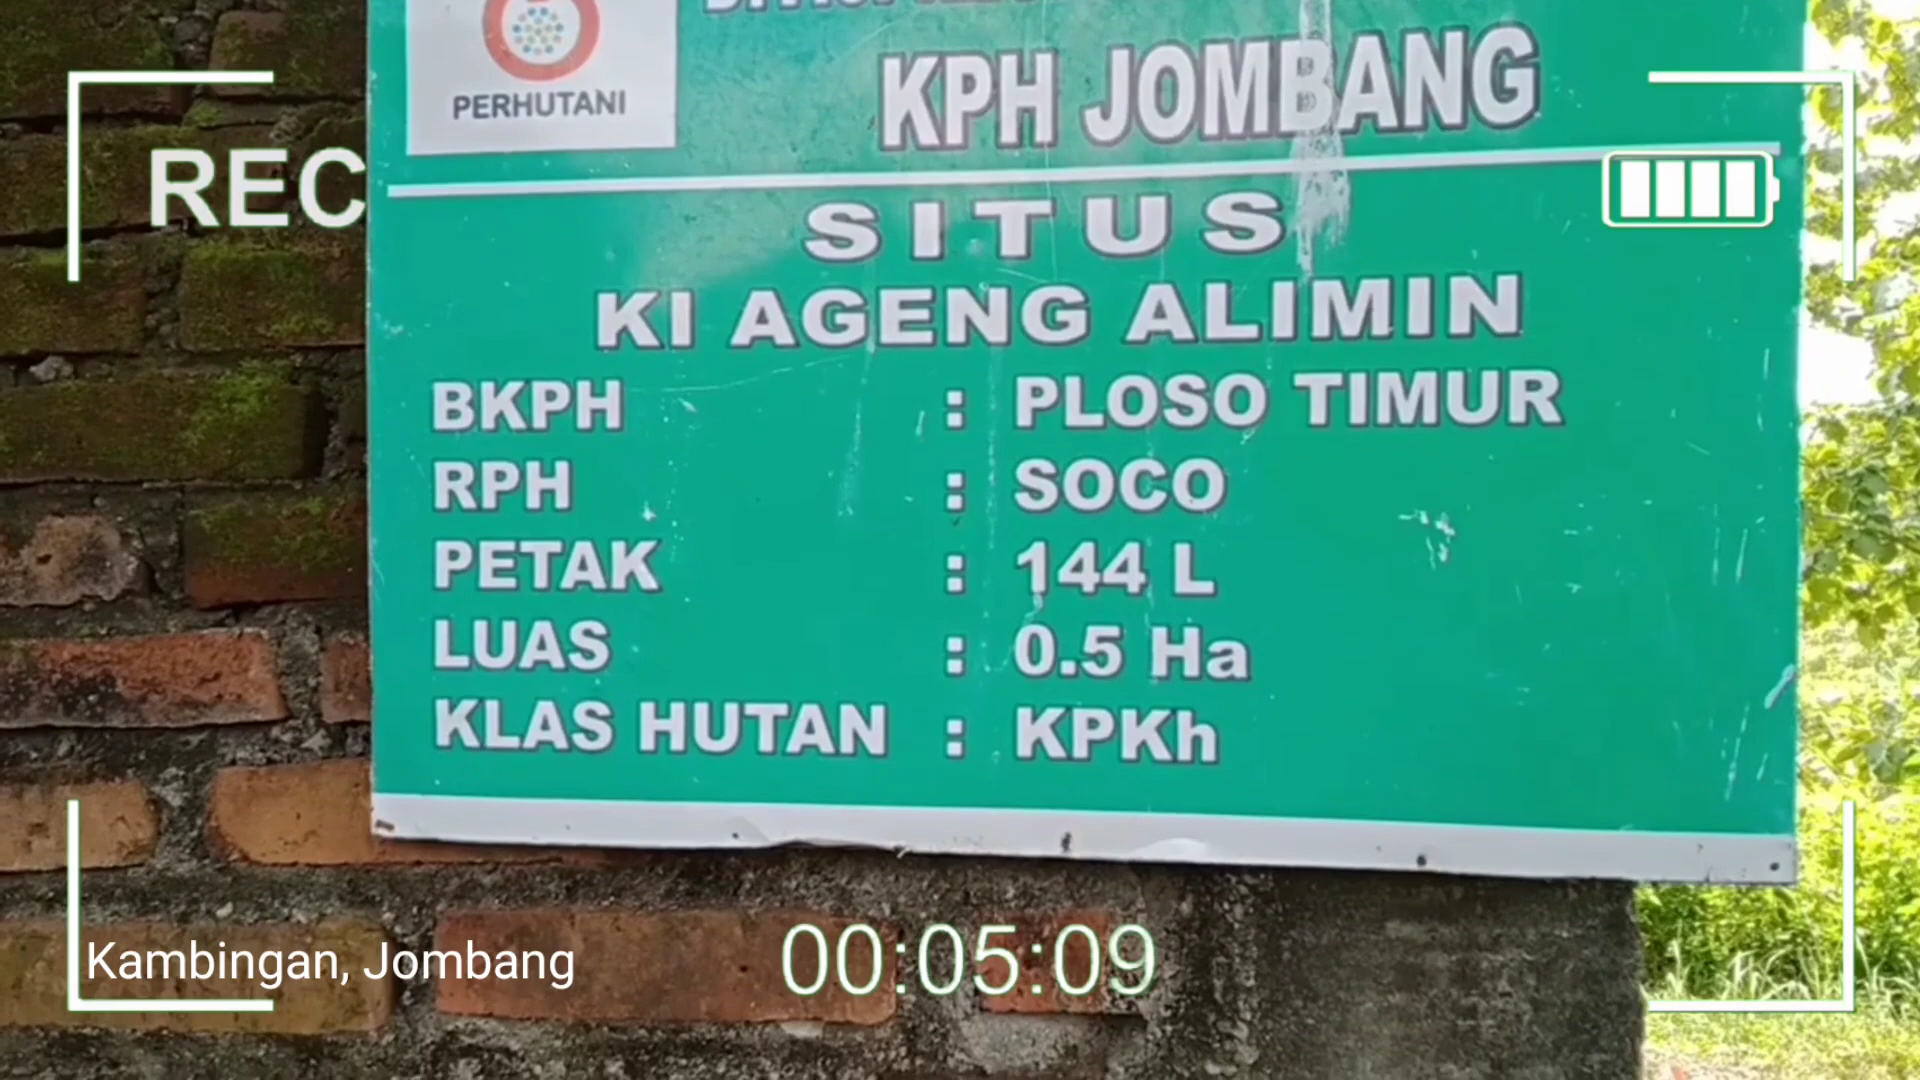 PERHUTANI
KPH JOMBANG
REC
SITUS
KI AGENG ALIMIN
BKPH : PLOSO TIMUR
RPH : SOCO
PETAK : 144 L
LUAS : 0.5 Ha
KLAS HUTAN : KPKh
Kambingan, Jombang
00:05:09